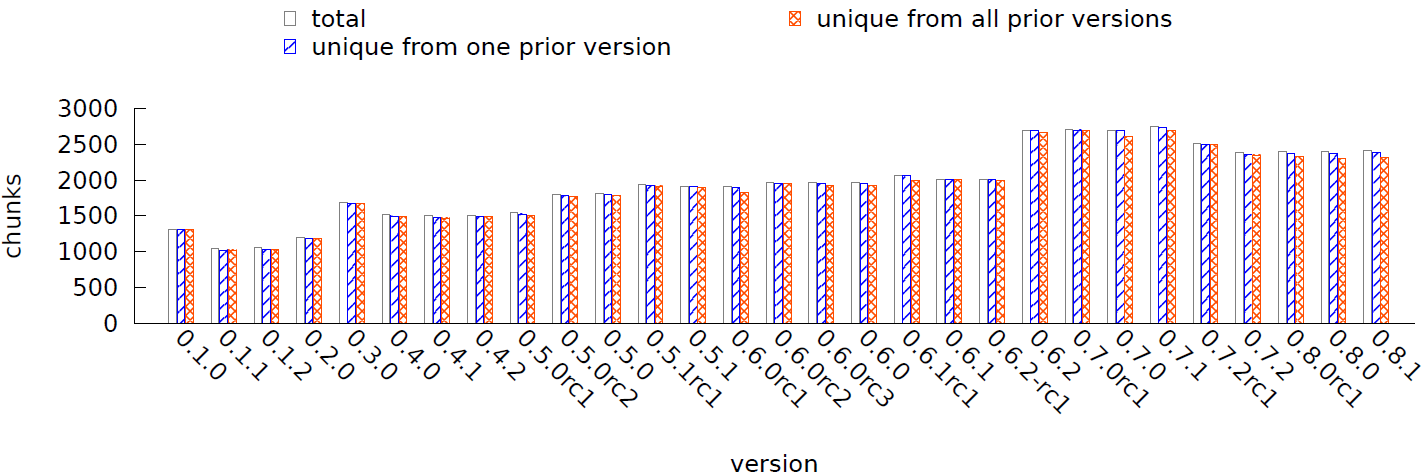 total
unique from all prior versions
unique from one prior version
3000
2500
2000
1500
1000
500
0
chunks
0.1.0
0.1.1
0.1.2
0.2.0
0.3.0
0.4.0
0.4.1
0.4.2
0.5.0rc1
0.5.0rc2
0.5.0
0.5.1rc1
0.5.1
0.6.0rc1
0.6.0rc2
0.6.0rc3
0.6.0
0.6.1rc1
0.6.1
0.6.2-rc1
0.6.2
0.7.0rc1
0.7.0
0.7.1
0.7.2rc1
0.7.2
0.8.0rc1
0.8.0
0.8.1
version